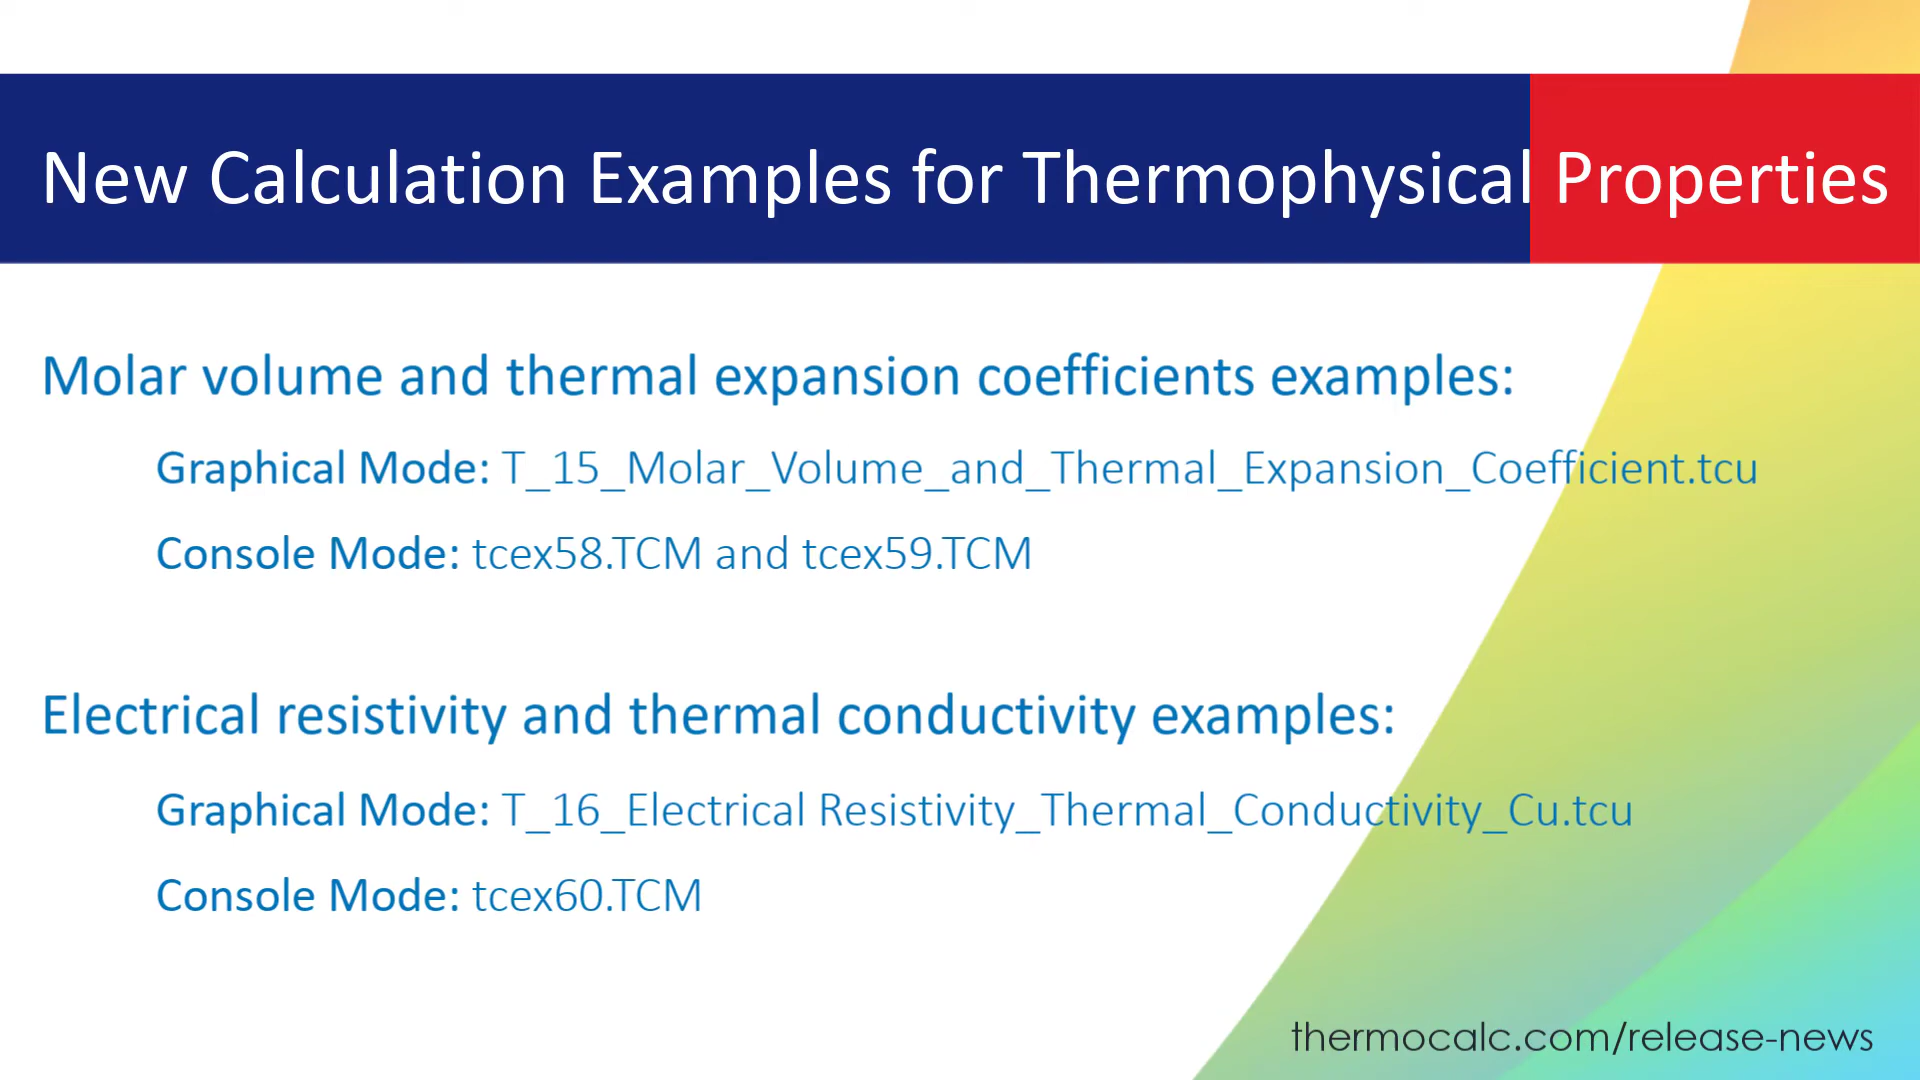 New Calculation Examples for Thermophysical Properties
Molar volume and thermal expansion coefficients examples:
Graphical Mode: T_15_Molar_Volume_and_Thermal_Expansion_Coefficient.tcu
Console Mode: tcex58.TCM and tcex59.TCM
Electrical resistivity and thermal conductivity examples:
Graphical Mode: T_16_Electrical Resistivity_Thermal_Conductivity_Cu.tcu
Console Mode: tcex60.TCM
thermocalc.com/release-news